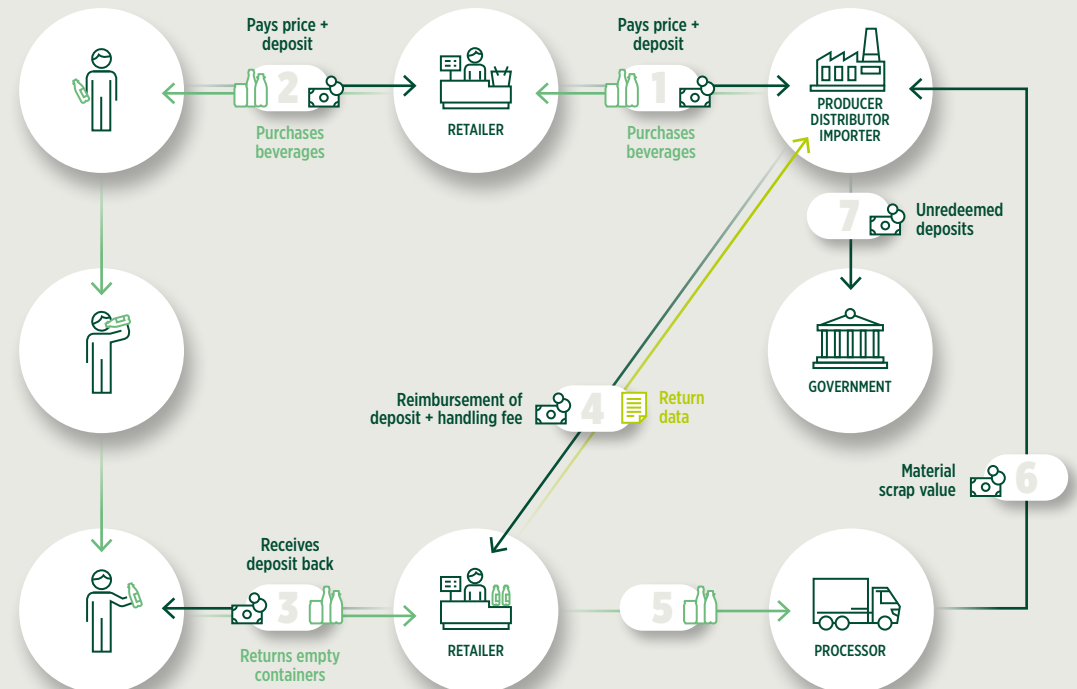 Pays price +
deposit
2
Purchases
beverages
RETAILER
Pays price +
deposit
1
Purchases
beverages
PRODUCER
DISTRIBUTOR
IMPORTER
7
Unredeemed
deposits
GOVERNMENT
Reimbursement of
deposit + handling fee
4
Return
data
Material
scrap value
6
Receives
deposit back
3
Returns empty
containers
RETAILER
5
PROCESSOR